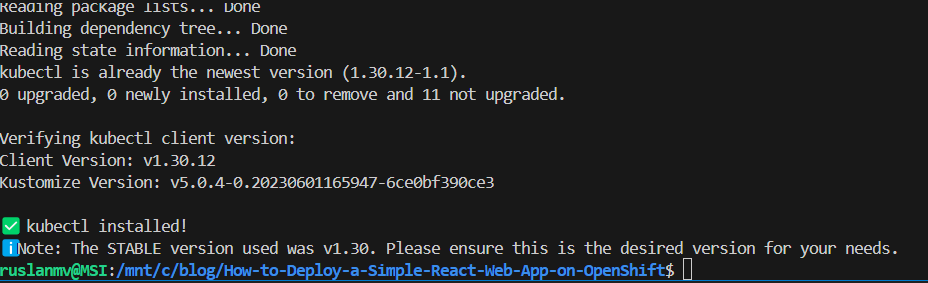 Reading package lists... Done
Building dependency tree... Done
Reading state information... Done
kubectl is already the newest version (1.30.12-1.1).
0 upgraded, 0 newly installed, 0 to remove and 11 not upgraded.
Verifying kubectl client version:
Client Version: v1.30.12
Kustomize Version: v5.0.4-0.20230601165947-6ce0bf390ce3
✅ kubectl installed!
ℹ️Note: The STABLE version used was v1.30. Please ensure this is the desired version for your needs.
ruslanmv@MSI:/mnt/c/blog/How-to-Deploy-a-Simple-React-Web-App-on-OpenShift$